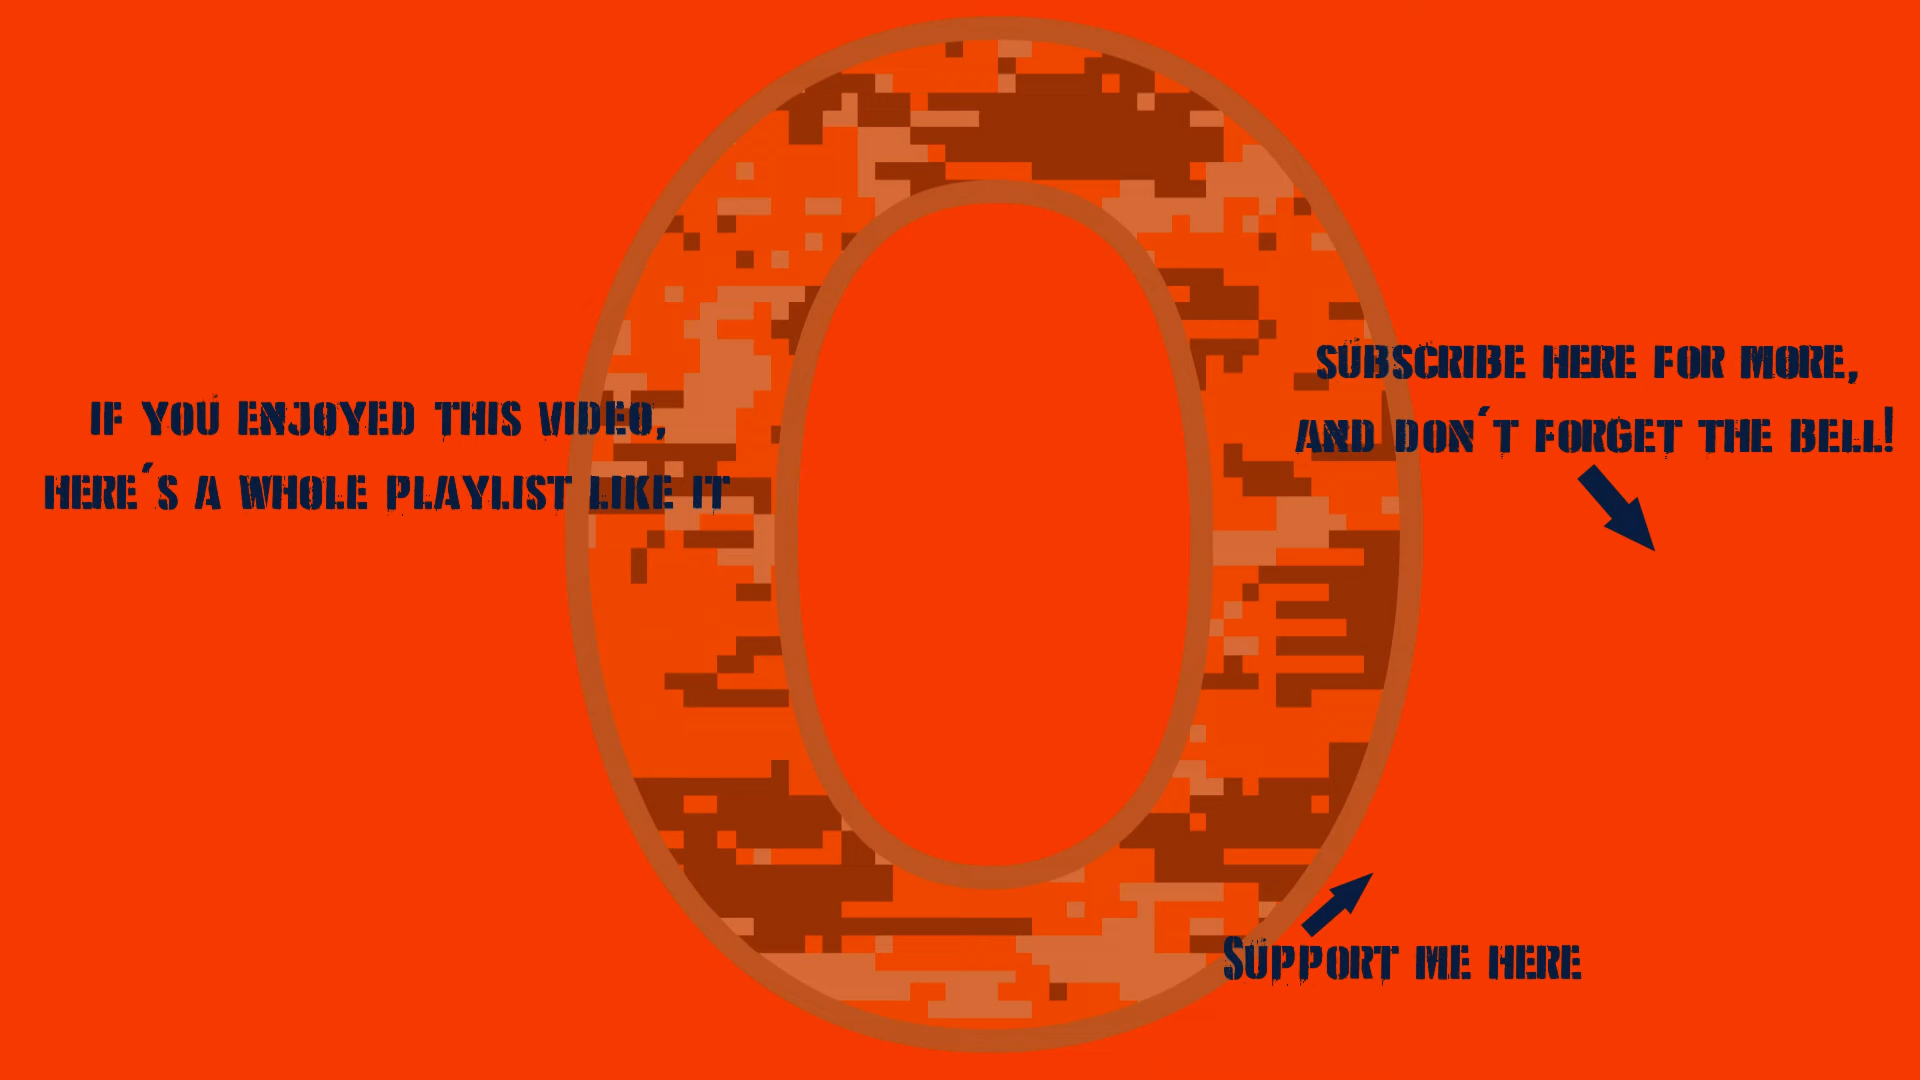 IF YOU ENJOYED THIS VIDEO,
HERE´S A WHOLE PLAYLIST LIKE IT
SUBSCRIBE HERE FOR MORE,
AND DON´T FORGET THE BELL!
SUPPORT ME HERE
O